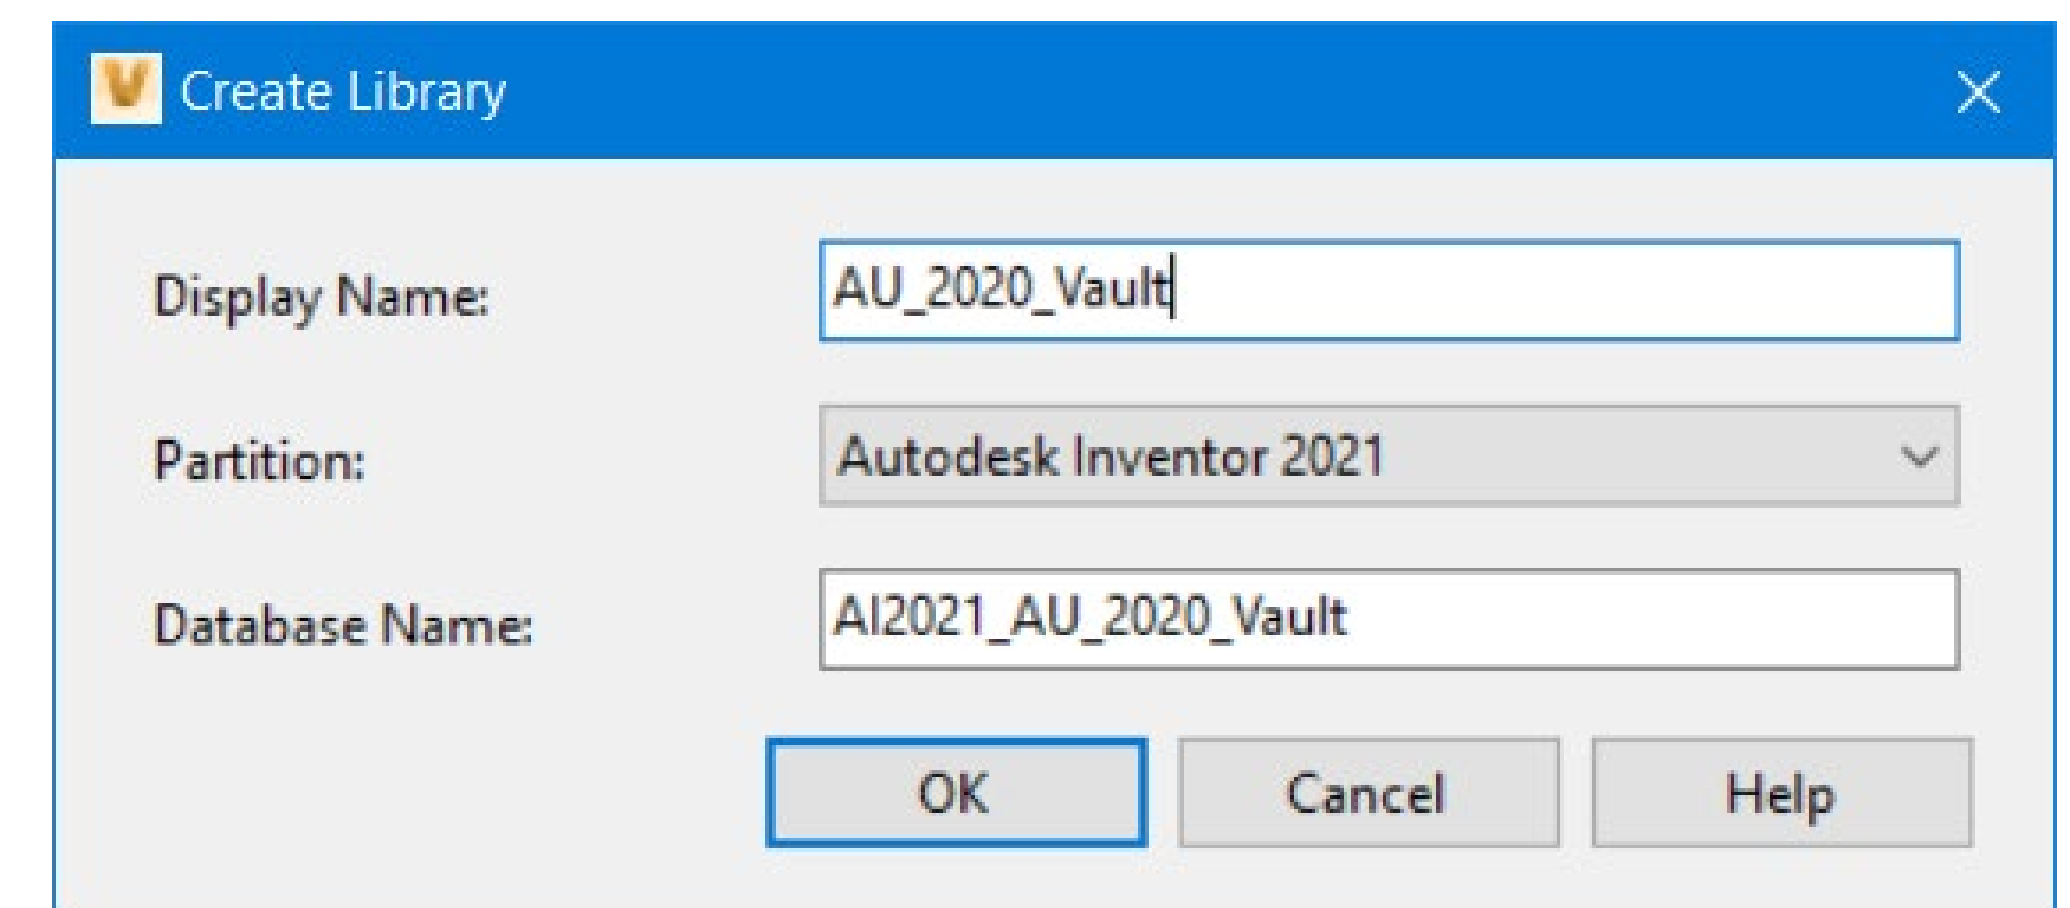 Create Library
Display Name: AU_2020_Vault
Partition: Autodesk Inventor 2021
Database Name: AI2021_AU_2020_Vault
OK Cancel Help